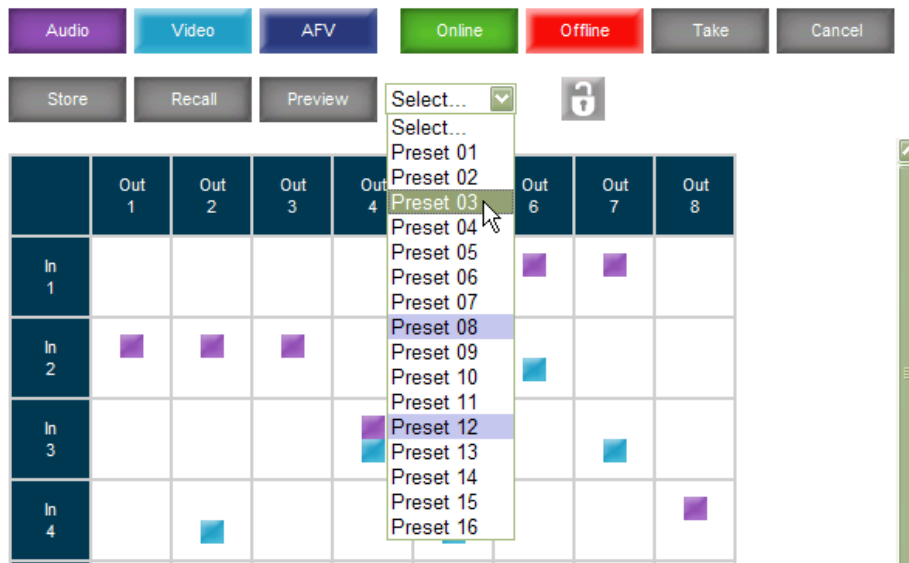 Audio Video AFV Online Offline Take Cancel
Store Recall Preview Select...
Select...
Preset 01
Preset 02
Preset 03
Preset 04
Preset 05
Preset 06
Preset 07
Preset 08
Preset 09
Preset 10
Preset 11
Preset 12
Preset 13
Preset 14
Preset 15
Preset 16
Out Out Out Out Out Out Out
1 2 3 4 6 7 8
In
1
In
2
In
3
In
4